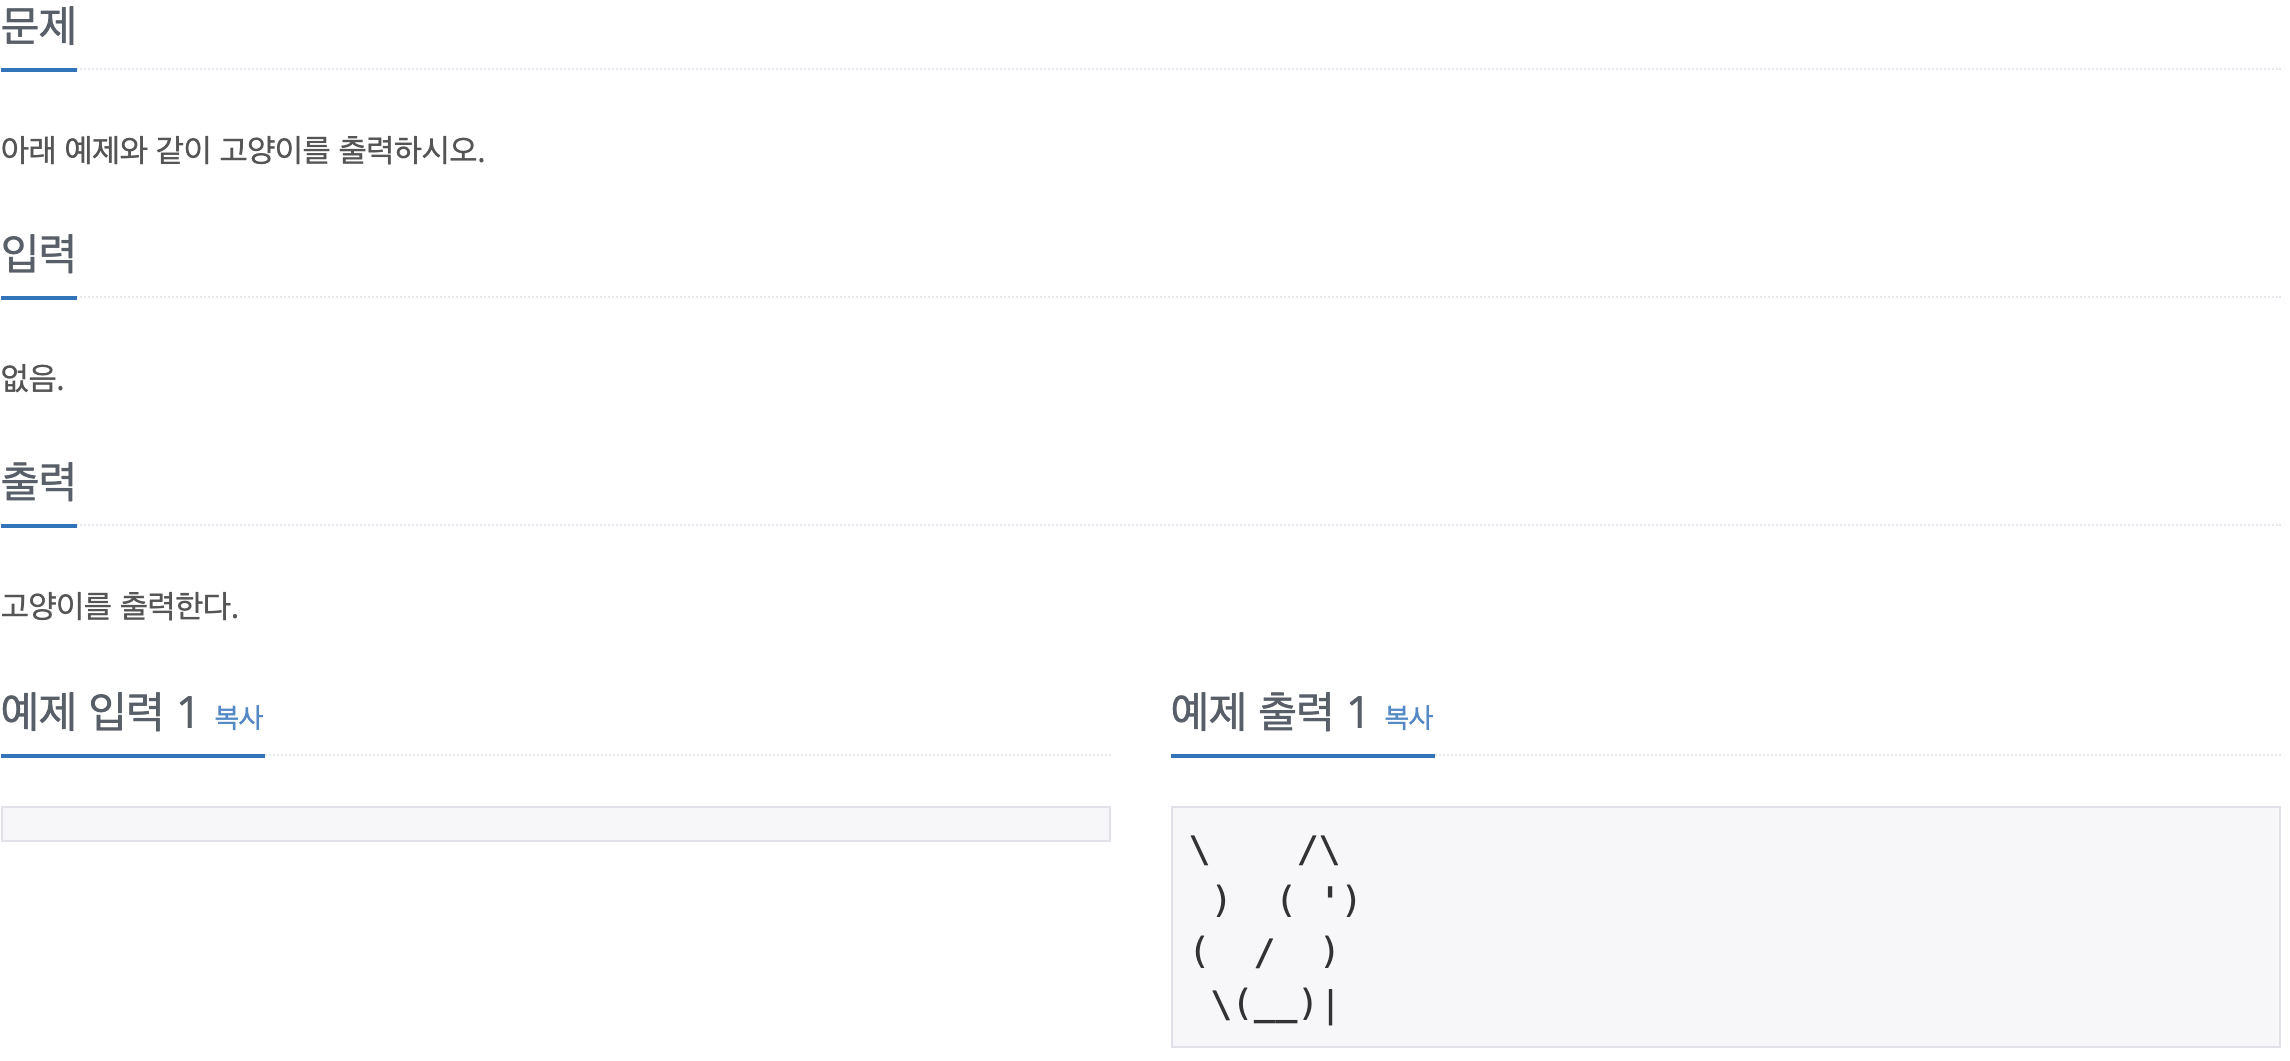 문제
아래 예제와 같이 고양이를 출력하시오.
입력
없음.
출력
고양이를 출력한다.
예제 입력 1 복사
예제 출력 1 복사
\    /\
 )  ( ')
(  /  )
 \(__)|